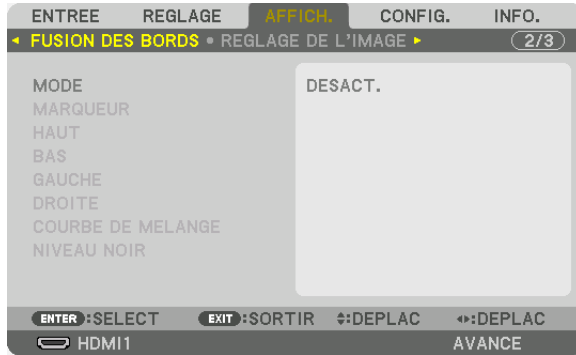 ENTREE REGLAGE AFFICH. CONFIG. INFO.
FUSION DES BORDS • REGLAGE DE L'IMAGE 2/3
MODE DESACT.
MARQUEUR
HAUT
BAS
GAUCHE
DROITE
COURBE DE MELANGE
NIVEAU NOIR
ENTER :SELECT EXIT :SORTIR :DEPLAC :DEPLAC
HDMI1 AVANCE